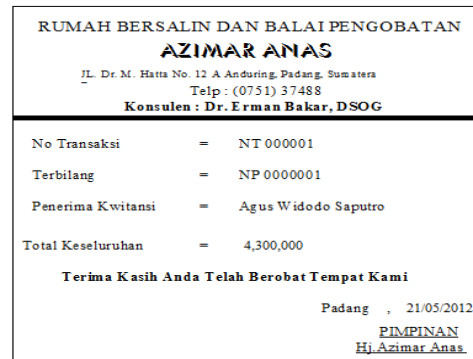 RUMAH BERSALIN DAN BALAI PENGOBATAN
AZIMAR ANAS
JL. Dr. M. Hatta No. 12 A Anduring, Padang, Sumatera
Telp : (0751) 37488
Konsulen : Dr. Erman Bakar, DSOG
No Transaksi = NT 000001
Terbilang = NP 0000001
Penerima Kwitansi = Agus Widodo Saputro
Total Keseluruhan = 4,300,000
Terima Kasih Anda Telah Berobat Tempat Kami
Padang , 21/05/2012
PIMPINAN
Hj.Azimar Anas